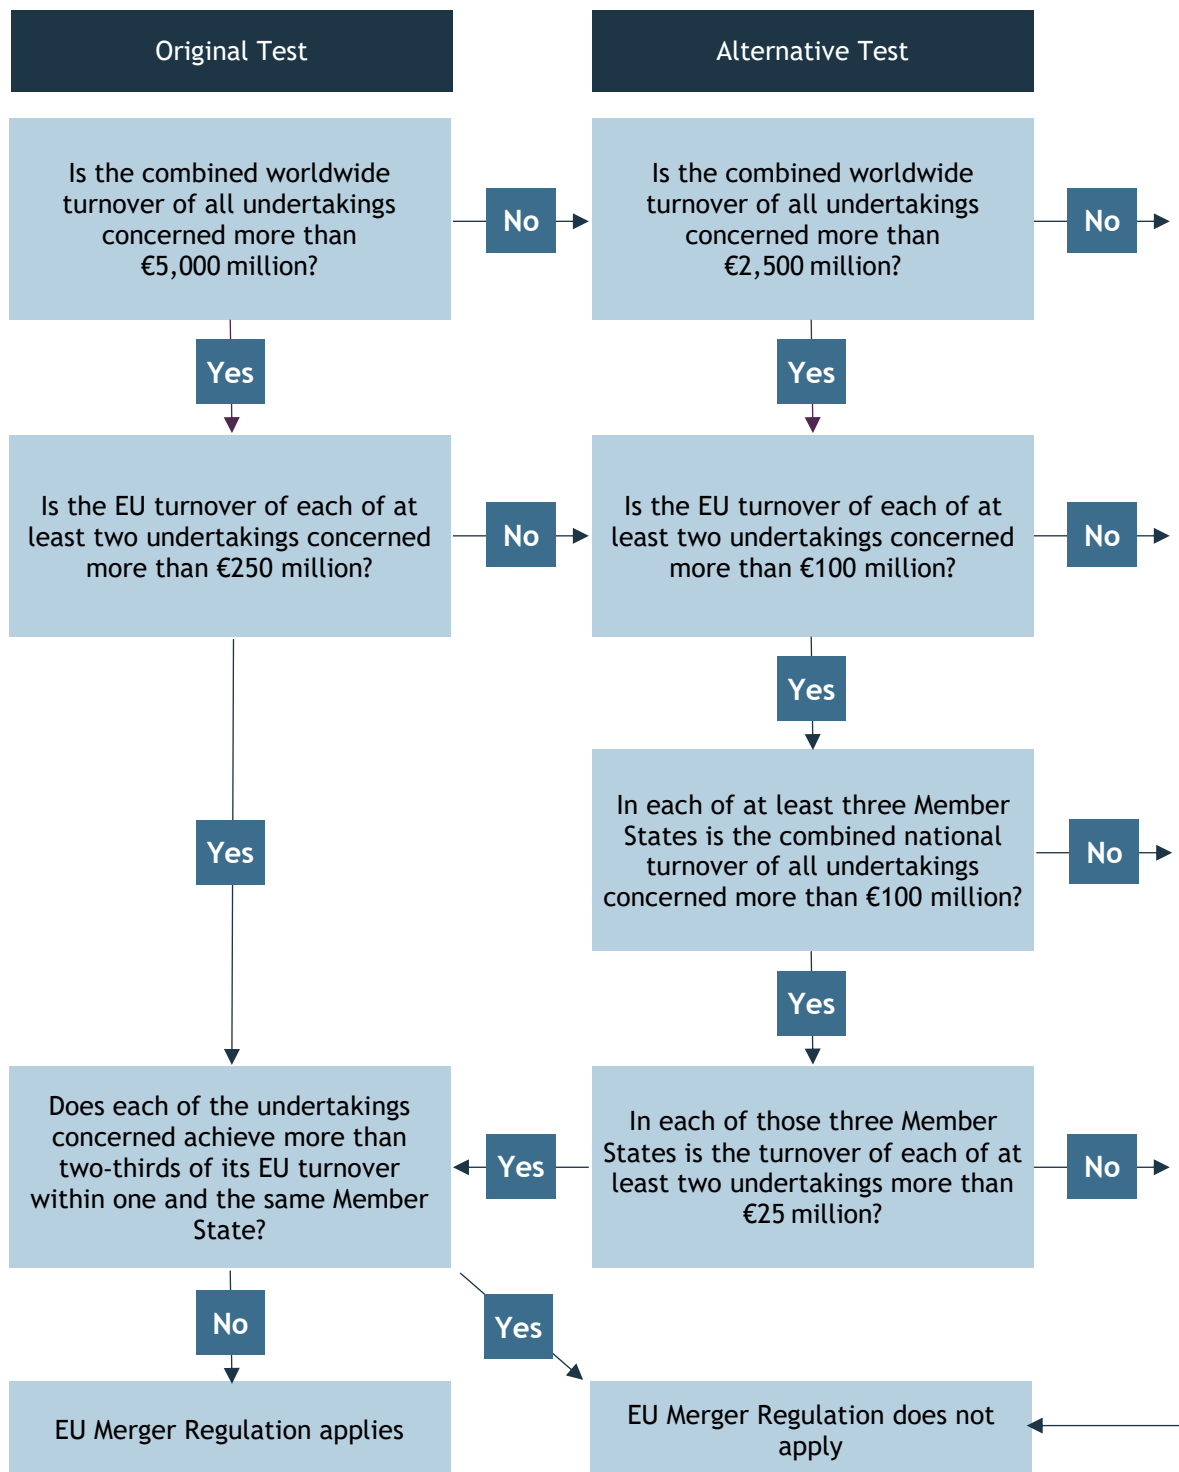 Original Test
Alternative Test
Is the combined worldwide
turnover of all undertakings
concerned more than
€5,000 million?
No
Is the combined worldwide
turnover of all undertakings
concerned more than
€2,500 million?
No
Yes
Yes
Is the EU turnover of each of at
least two undertakings concerned
more than €250 million?
No
Is the EU turnover of each of at
least two undertakings concerned
more than €100 million?
No
Yes
Yes
In each of at least three Member
States is the combined national
turnover of all undertakings
concerned more than €100 million?
No
Yes
Does each of the undertakings
concerned achieve more than
two-thirds of its EU turnover
within one and the same Member
State?
Yes
In each of those three Member
States is the turnover of each of at
least two undertakings more than
€25 million?
No
No
Yes
EU Merger Regulation applies
EU Merger Regulation does not
apply